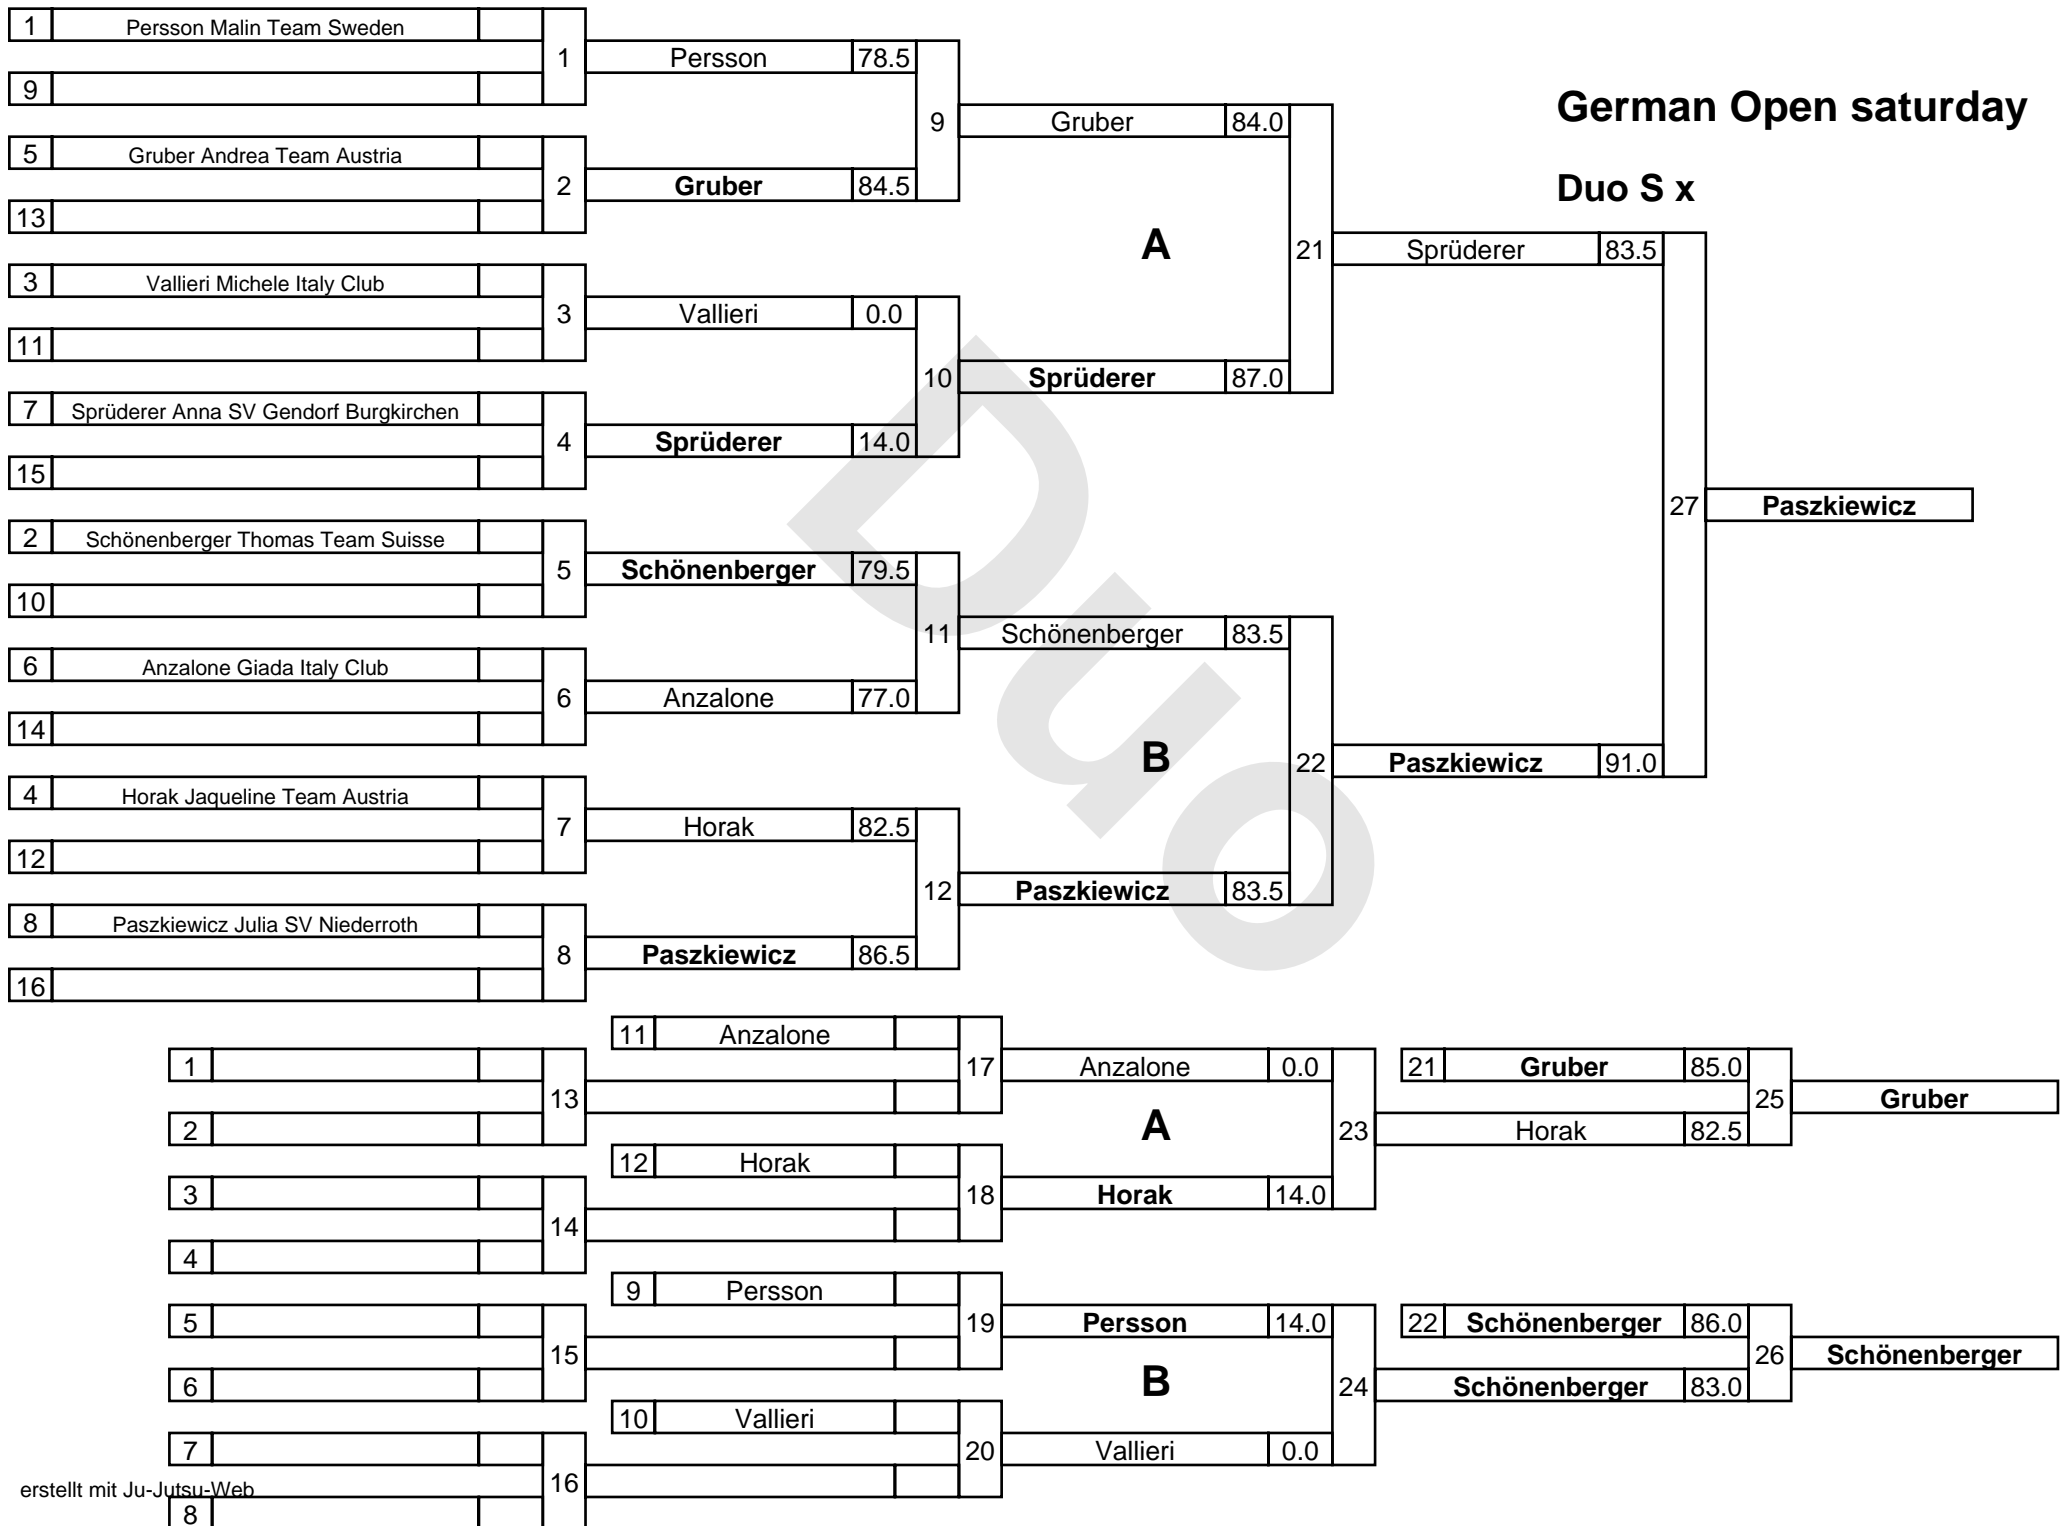 German Open saturday
Duo S x
1 Persson Malin Team Sweden
9
1
5 Gruber Andrea Team Austria
13
2
3 Vallieri Michele Italy Club
11
3
7 Sprüderer Anna SV Gendorf Burgkirchen
15
4
2 Schönenberger Thomas Team Suisse
10
5
6 Anzalone Giada Italy Club
14
6
4 Horak Jaqueline Team Austria
12
7
8 Paszkiewicz Julia SV Niederroth
16
8
Persson 78.5
Gruber 84.5
9
Vallieri 0.0
Sprüderer 14.0
10
Schönenberger 79.5
Anzalone 77.0
11
Horak 82.5
Paszkiewicz 86.5
12
Gruber 84.0
A
Sprüderer 87.0
21
Schönenberger 83.5
B
Paszkiewicz 83.5
22
Sprüderer 83.5
Paszkiewicz 91.0
27
Paszkiewicz
Duo
1
2
13
3
4
14
5
6
15
7
8
16
11 Anzalone
17
12 Horak
18
9 Persson
19
10 Vallieri
20
Anzalone 0.0
A
Horak 14.0
23
Persson 14.0
B
Vallieri 0.0
24
21 Gruber 85.0
Horak 82.5
25
Gruber
22 Schönenberger 86.0
Schönenberger 83.0
26
Schönenberger
erstellt mit Ju-Jutsu-Web